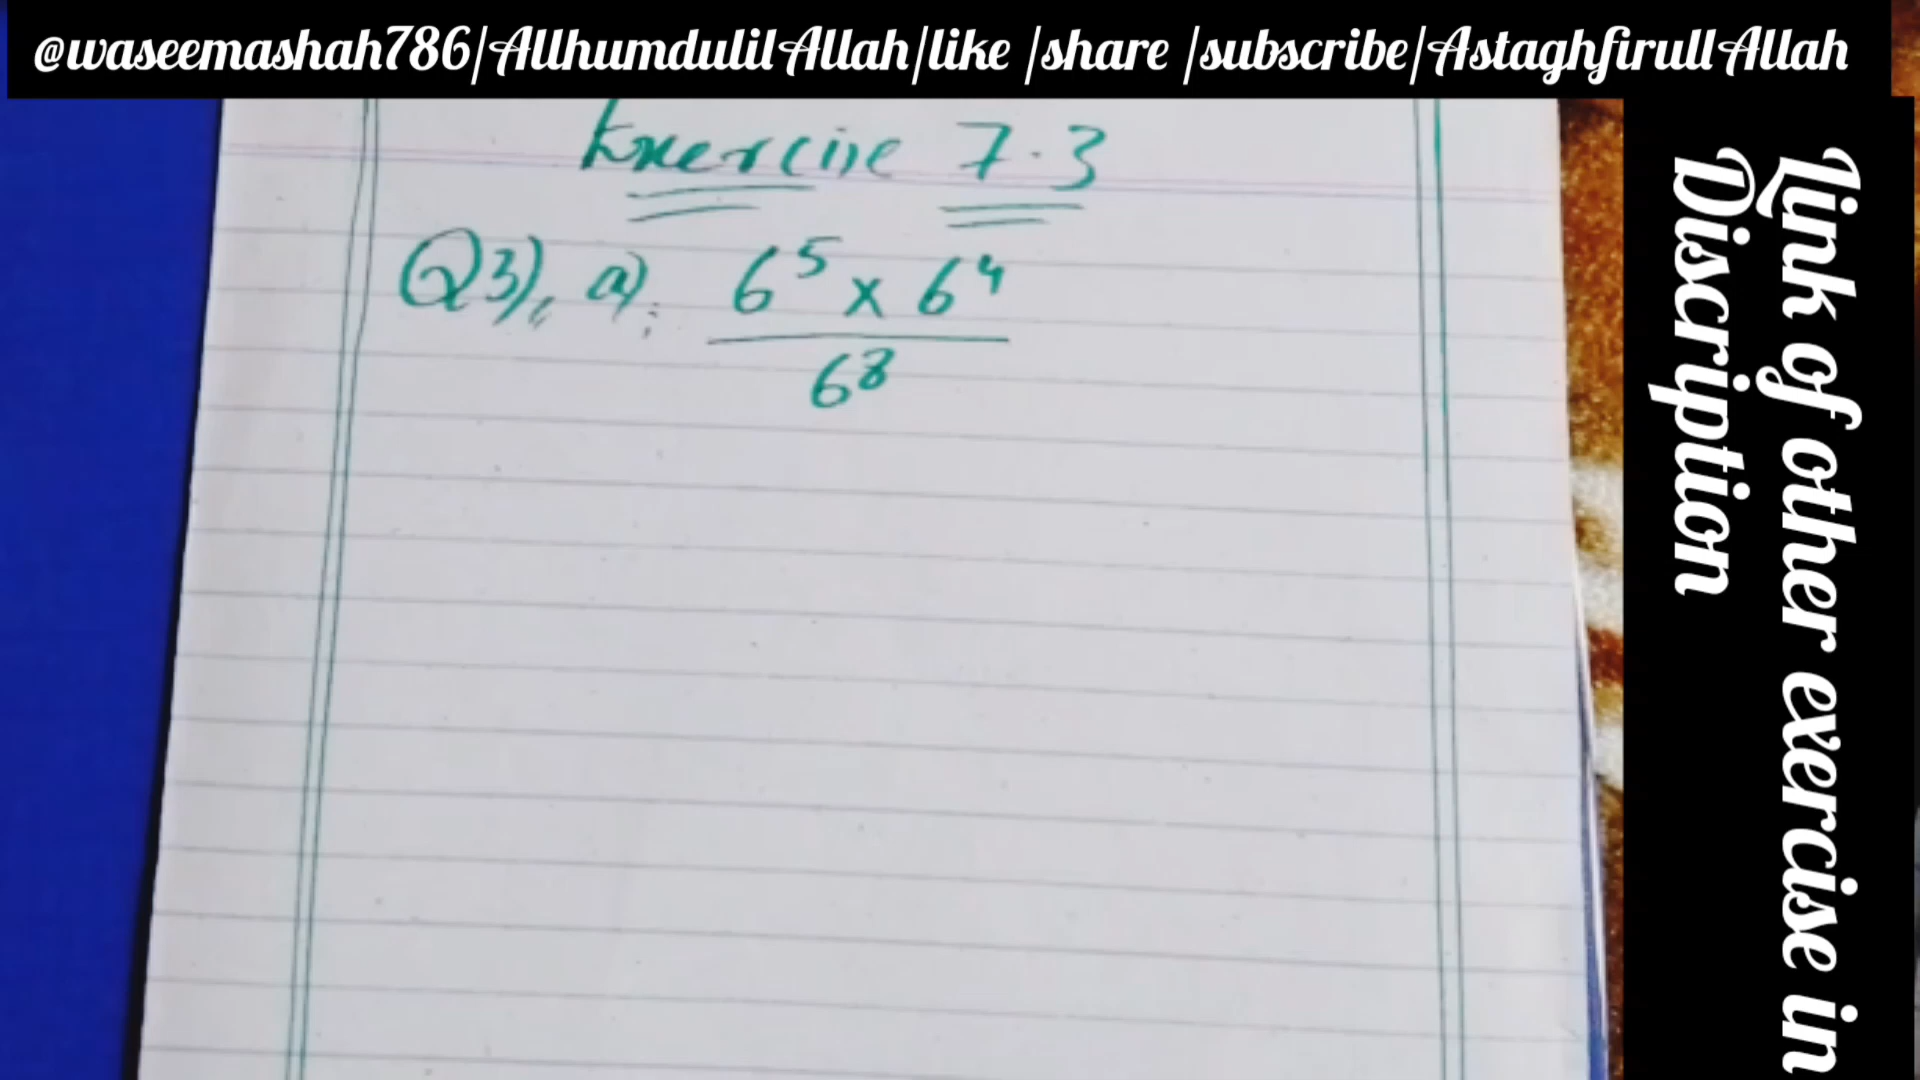 @waseemashah786/AllhumdulilAllah/like /share /subscribe/AstaghfirullAllah
Exercise 7.3
Q3), a) 6⁵ x 6⁴
6⁸
Link of other exercise in
Discription